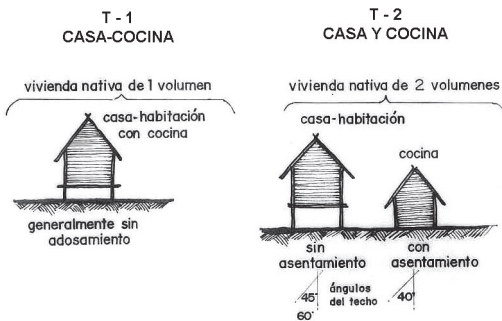 T - 1
CASA-COCINA
vivienda nativa de 1 volumen
casa-habitación
con cocina
generalmente sin
adosamiento
T - 2
CASA Y COCINA
vivienda nativa de 2 volumenes
casa-habitación
cocina
sin
asentamiento
con
asentamiento
45°
60°
ángulos
del techo
40°